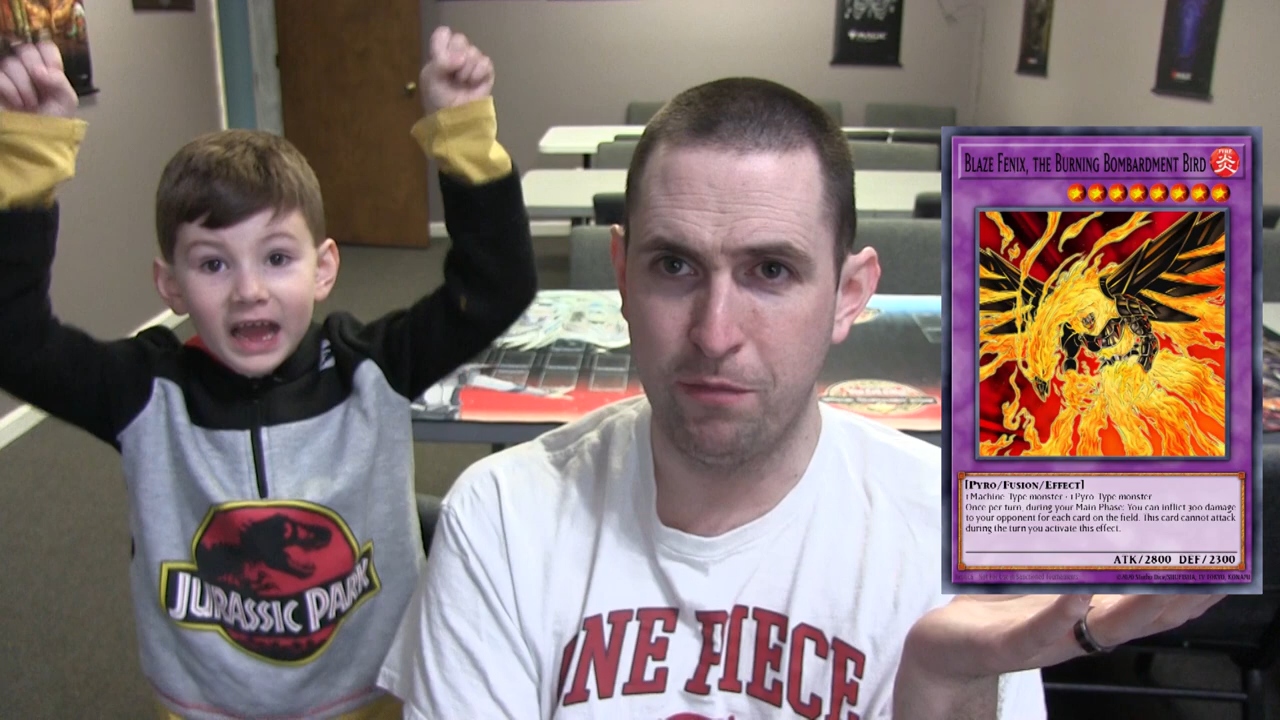 MAGIC
BLAZE FENIX, THE BURNING BOMBARDMENT BIRD
炎
[PYRO/FUSION/EFFECT]
1 Machine-Type monster + 1 Pyro-Type monster
Once per turn, during your Main Phase: You can inflict 300 damage
to your opponent for each card on the field. This card cannot attack
during the turn you activate this effect.
ATK/2800 DEF/2300
JURASSIC PARK
ONE PIECE